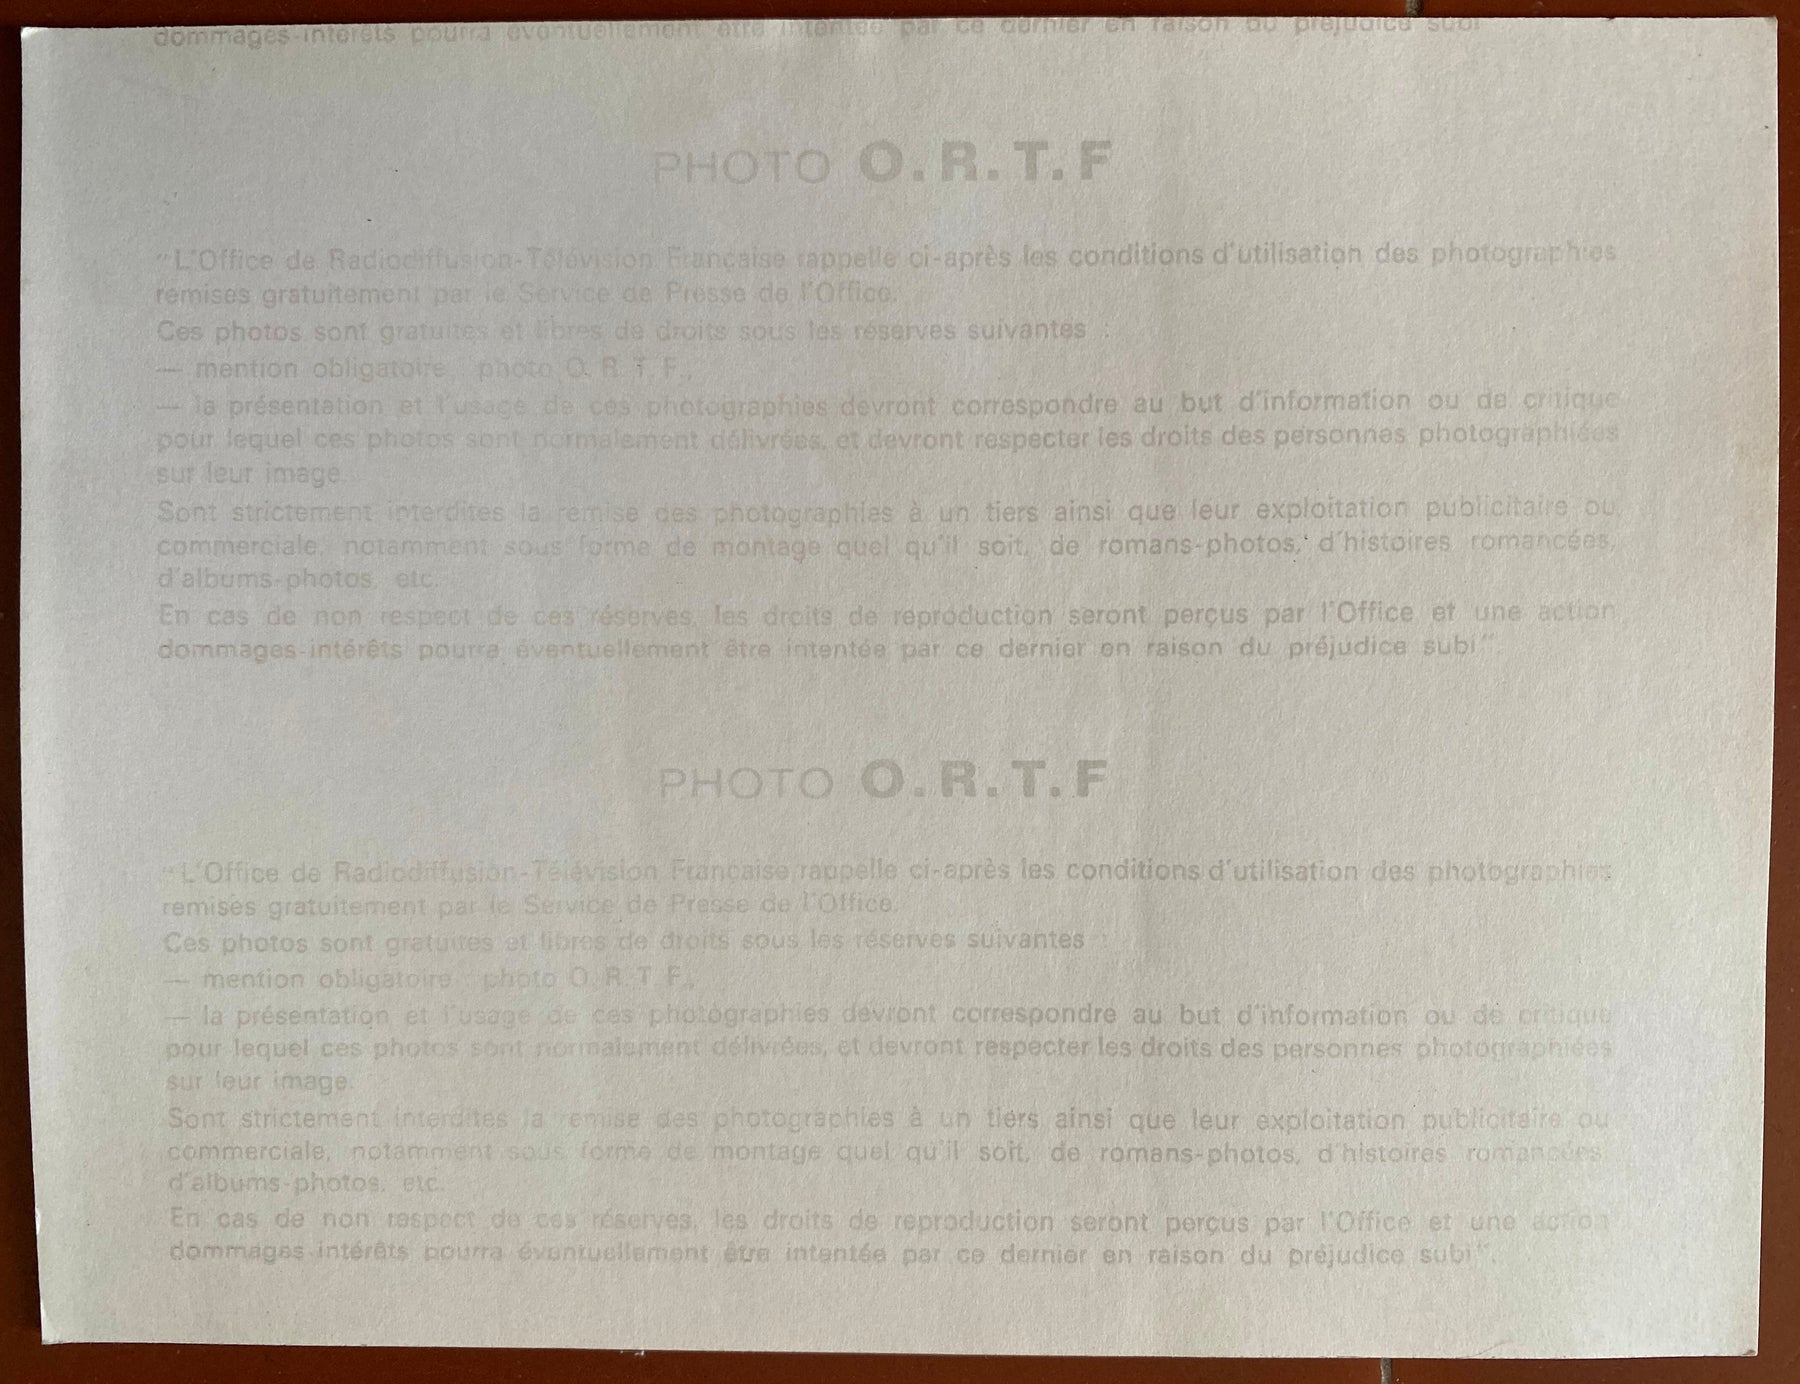 dommages-intérêts pourra éventuellement être intentée par ce dernier en raison du préjudice subi
PHOTO O.R.T.F
"L'Office de Radiodiffusion-Télévision Française rappelle ci-après les conditions d'utilisation des photographies
remises gratuitement par le Service de Presse de l'Office.
Ces photos sont gratuites et libres de droits sous les réserves suivantes :
— mention obligatoire : photo O. R. T. F.,
— la présentation et l'usage de ces photographies devront correspondre au but d'information ou de critique
pour lequel ces photos sont normalement délivrées, et devront respecter les droits des personnes photographiées
sur leur image.
Sont strictement interdites la remise des photographies à un tiers ainsi que leur exploitation publicitaire ou
commerciale, notamment sous forme de montage quel qu'il soit, de romans-photos, d'histoires romancées,
d'albums-photos, etc.
En cas de non respect de ces réserves, les droits de reproduction seront perçus par l'Office et une action
dommages-intérêts pourra éventuellement être intentée par ce dernier en raison du préjudice subi".
PHOTO O.R.T.F
"L'Office de Radiodiffusion-Télévision Française rappelle ci-après les conditions d'utilisation des photographies
remises gratuitement par le Service de Presse de l'Office.
Ces photos sont gratuites et libres de droits sous les réserves suivantes :
— mention obligatoire : photo O. R. T. F.,
— la présentation et l'usage de ces photographies devront correspondre au but d'information ou de critique
pour lequel ces photos sont normalement délivrées, et devront respecter les droits des personnes photographiées
sur leur image.
Sont strictement interdites la remise des photographies à un tiers ainsi que leur exploitation publicitaire ou
commerciale, notamment sous forme de montage quel qu'il soit, de romans-photos, d'histoires romancées,
d'albums-photos, etc.
En cas de non respect de ces réserves, les droits de reproduction seront perçus par l'Office et une action
dommages-intérêts pourra éventuellement être intentée par ce dernier en raison du préjudice subi".